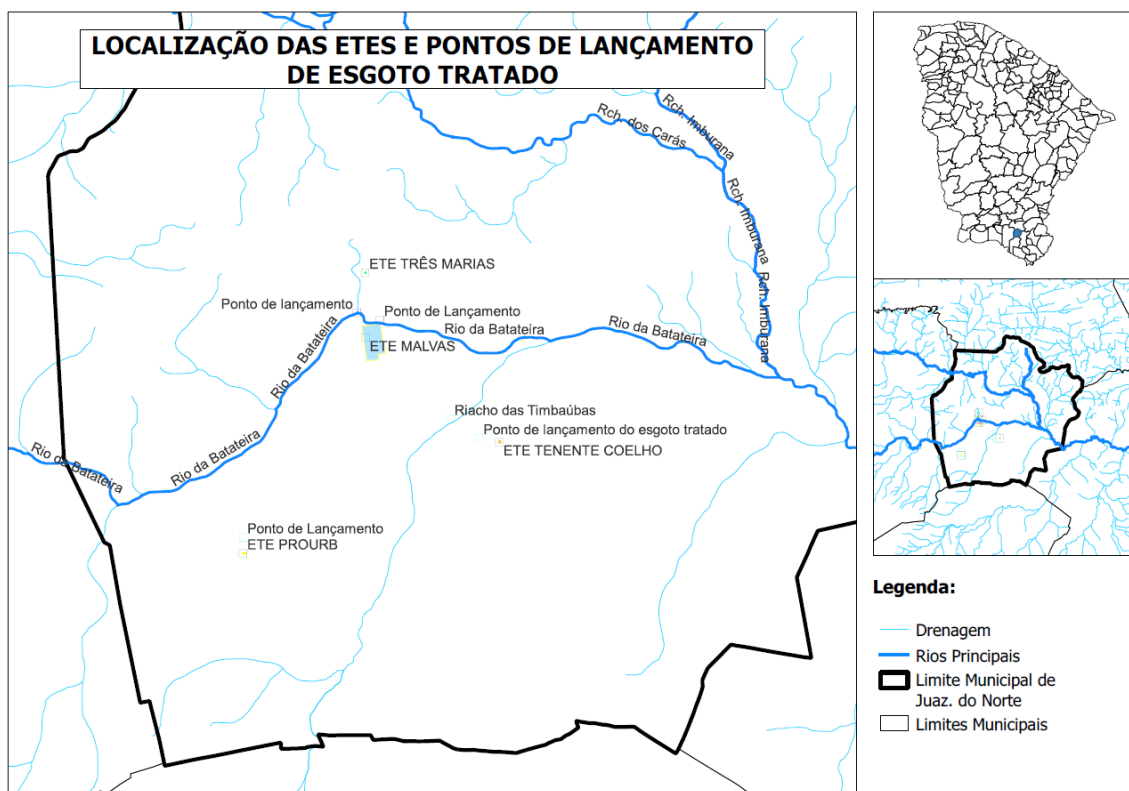 LOCALIZAÇÃO DAS ETES E PONTOS DE LANÇAMENTO
DE ESGOTO TRATADO
Rch. Imburana
Rch. dos Carás
Rch. Imburana
Rch. Imburana
ETE TRÊS MARIAS
Ponto de lançamento
Ponto de Lançamento
Rio da Batateira
Rio da Batateira
ETE MALVAS
Rio da Batateira
Riacho das Timbaúbas
Ponto de lançamento do esgoto tratado
ETE TENENTE COELHO
Rio da Batateira
Rio da Batateira
Ponto de Lançamento
ETE PROURB
Legenda:
Drenagem
Rios Principais
Limite Municipal de
Juaz. do Norte
Limites Municipais